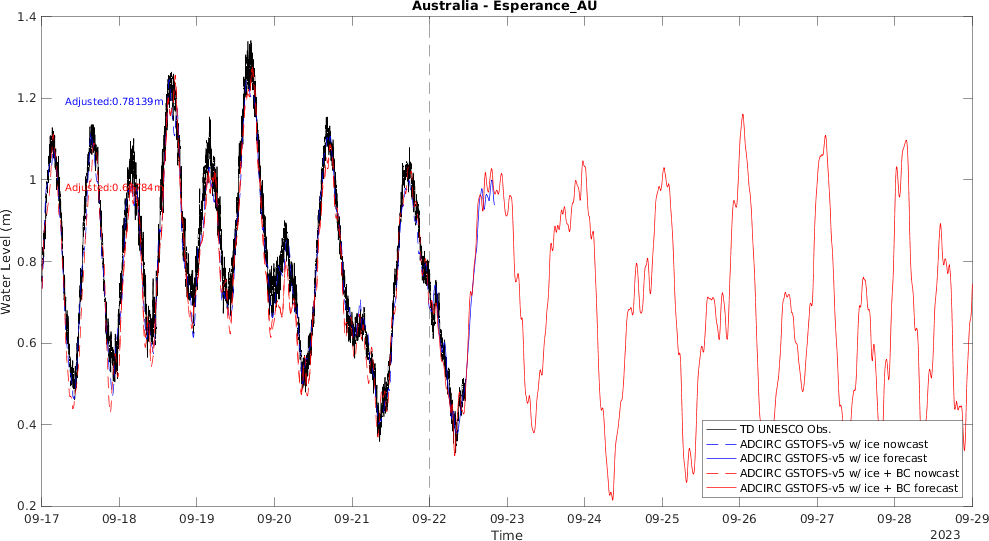 Australia - Esperance_AU
1.4
1.2
1
0.8
0.6
0.4
0.2
Water Level (m)
Adjusted:0.78139m
09-17
09-18
09-19
09-20
09-21
09-22
09-23
09-24
09-25
09-26
09-27
09-28
09-29
Time
2023
TD UNESCO Obs.
ADCIRC GSTOFS-v5 w/ ice nowcast
ADCIRC GSTOFS-v5 w/ ice forecast
ADCIRC GSTOFS-v5 w/ ice + BC nowcast
ADCIRC GSTOFS-v5 w/ ice + BC forecast